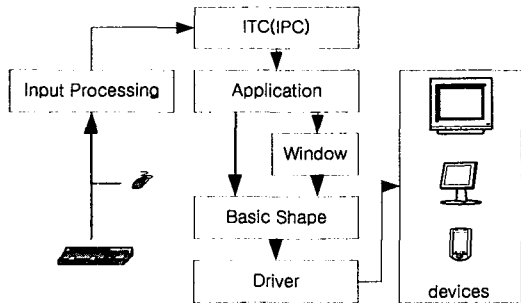 ITC(IPC)
Input Processing
Application
Window
Basic Shape
Driver
devices